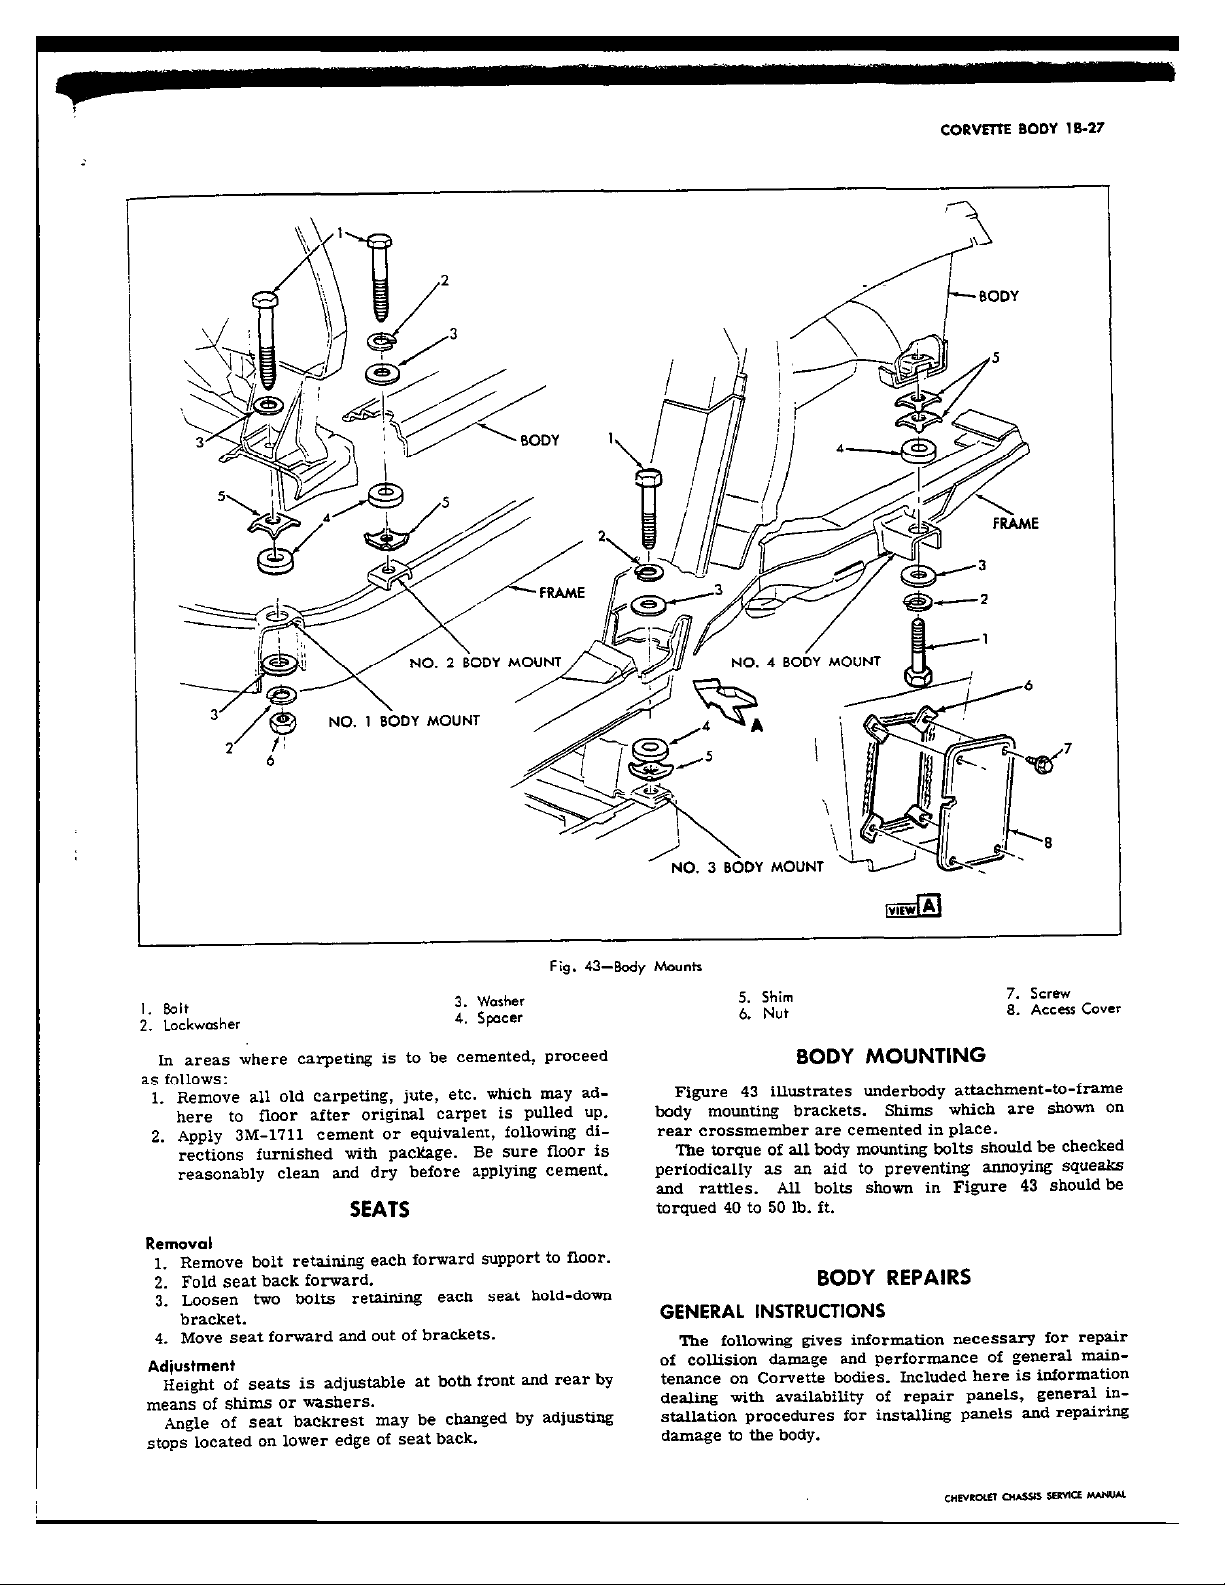 CORVETTE BODY 1B-27
1
2
3
BODY
3
5
4
5
FRAME
NO. 2 BODY MOUNT
3
2
6
NO. 1 BODY MOUNT
1
2
3
4
5
NO. 3 BODY MOUNT
A
BODY
5
4
FRAME
3
2
1
NO. 4 BODY MOUNT
6
7
8
VIEW A
Fig. 43—Body Mounts
1. Bolt
2. Lockwasher
3. Washer
4. Spacer
5. Shim
6. Nut
7. Screw
8. Access Cover
In areas where carpeting is to be cemented, proceed
as follows:
1. Remove all old carpeting, jute, etc. which may ad-
here to floor after original carpet is pulled up.
2. Apply 3M-1711 cement or equivalent, following di-
rections furnished with package. Be sure floor is
reasonably clean and dry before applying cement.
SEATS
Removal
1. Remove bolt retaining each forward support to floor.
2. Fold seat back forward.
3. Loosen two bolts retaining each seat hold-down
bracket.
4. Move seat forward and out of brackets.
Adjustment
Height of seats is adjustable at both front and rear by
means of shims or washers.
Angle of seat backrest may be changed by adjusting
stops located on lower edge of seat back.
BODY MOUNTING
Figure 43 illustrates underbody attachment-to-frame
body mounting brackets. Shims which are shown on
rear crossmember are cemented in place.
The torque of all body mounting bolts should be checked
periodically as an aid to preventing annoying squeaks
and rattles. All bolts shown in Figure 43 should be
torqued 40 to 50 lb. ft.
BODY REPAIRS
GENERAL INSTRUCTIONS
The following gives information necessary for repair
of collision damage and performance of general main-
tenance on Corvette bodies. Included here is information
dealing with availability of repair panels, general in-
stallation procedures for installing panels and repairing
damage to the body.
CHEVROLET CHASSIS SERVICE MANUAL